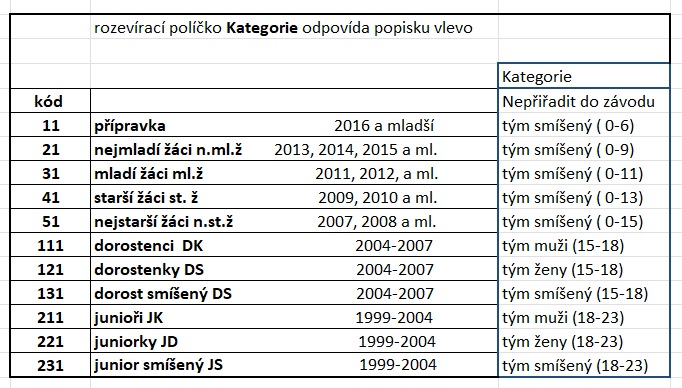 rozevírací políčko Kategorie odpovída popisku vlevo
Kategorie
kód Nepřiřadit do závodu
11 přípravka 2016 a mladší tým smíšený ( 0-6)
21 nejmladí žáci n.ml.ž 2013, 2014, 2015 a ml. tým smíšený ( 0-9)
31 mladí žáci ml.ž 2011, 2012, a ml. tým smíšený ( 0-11)
41 starší žáci st. ž 2009, 2010 a ml. tým smíšený ( 0-13)
51 nejstarší žáci n.st.ž 2007, 2008 a ml. tým smíšený ( 0-15)
111 dorostenci DK 2004-2007 tým muži (15-18)
121 dorostenky DS 2004-2007 tým ženy (15-18)
131 dorost smíšený DS 2004-2007 tým smíšený (15-18)
211 junioři JK 1999-2004 tým muži (18-23)
221 juniorky JD 1999-2004 tým ženy (18-23)
231 junior smíšený JS 1999-2004 tým smíšený (18-23)